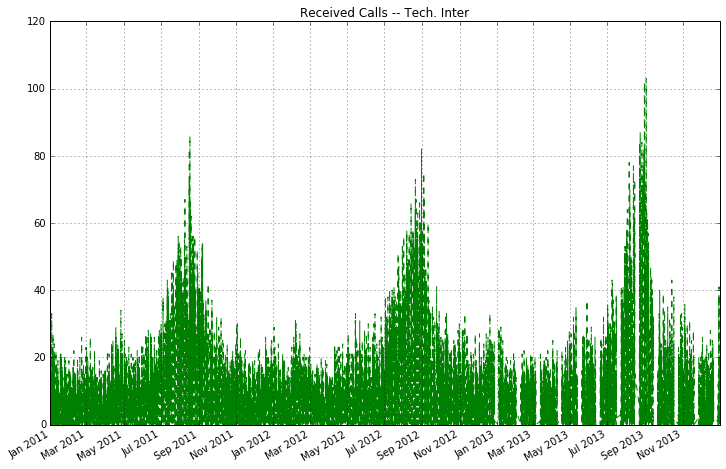 Received Calls -- Tech. Inter
120
100
80
60
40
20
0
Jan 2011
Mar 2011
May 2011
Jul 2011
Sep 2011
Nov 2011
Jan 2012
Mar 2012
May 2012
Jul 2012
Sep 2012
Nov 2012
Jan 2013
Mar 2013
May 2013
Jul 2013
Sep 2013
Nov 2013